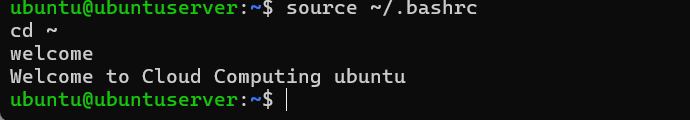 ubuntu@ubuntuserver:~$ source ~/.bashrc
cd ~
welcome
Welcome to Cloud Computing ubuntu
ubuntu@ubuntuserver:~$